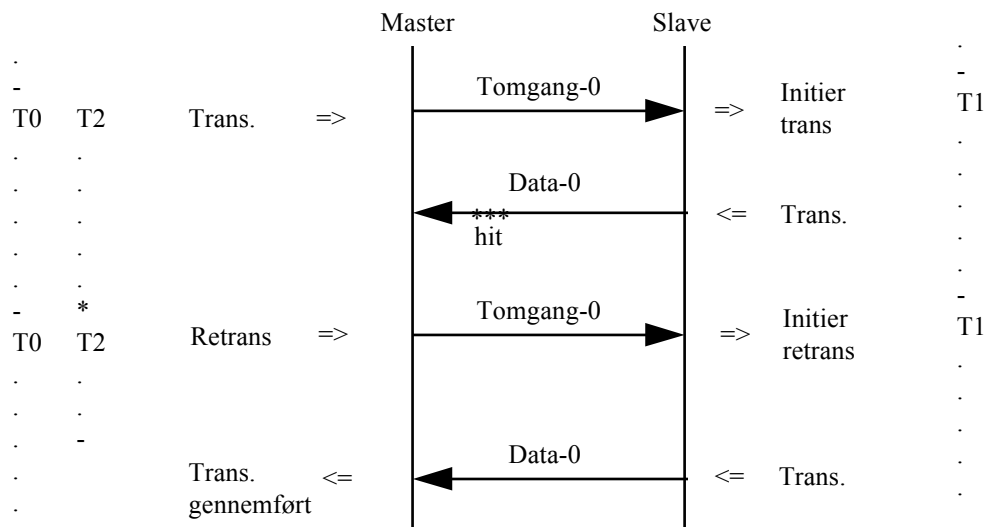 Master Slave
. .
- Tomgang-0 -
T0 T2 Trans. => => Initier T1
trans
. . .
. . Data-0 .
. . *** <= Trans. .
. . hit .
. . .
- * -
T0 T2 Retrans => Tomgang-0 => Initier T1
retrans
. . .
. . .
. - .
. Trans. <= Data-0 <= Trans. .
. gennemført .